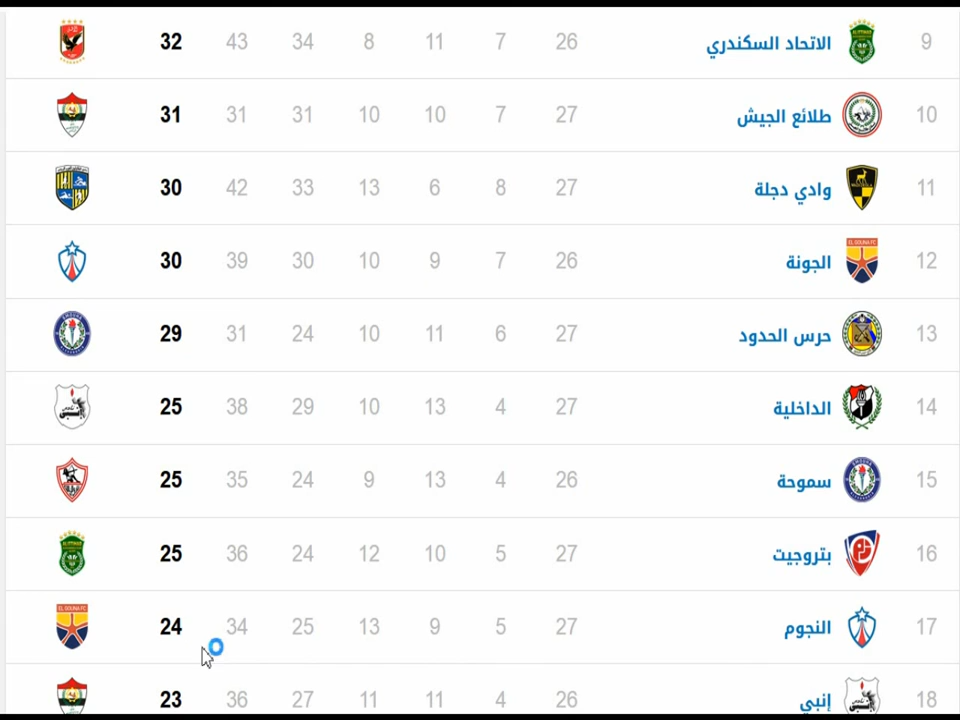 9 الاتحاد السكندري 26 7 11 8 34 43 32
10 طلائع الجيش 27 7 10 10 31 31 31
11 وادي دجلة 27 8 6 13 33 42 30
12 الجونة 26 7 9 10 30 39 30
13 حرس الحدود 27 6 11 10 24 31 29
14 الداخلية 27 4 13 10 29 38 25
15 سموحة 26 4 13 9 24 35 25
16 بتروجيت 27 5 10 12 24 36 25
17 النجوم 27 5 9 13 25 34 24
18 إنبي 26 4 11 11 27 36 23